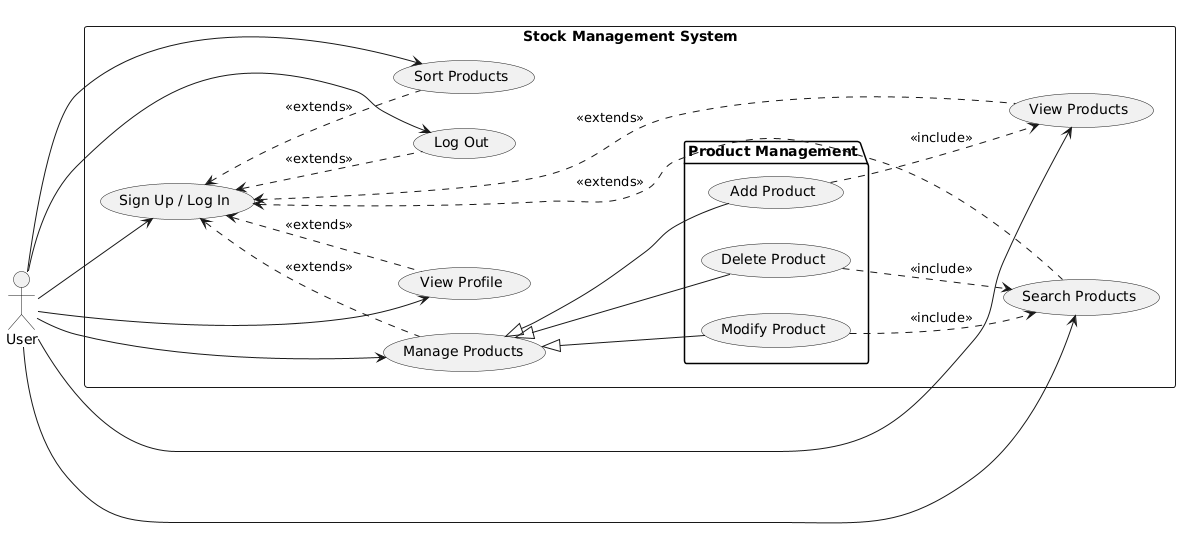 Stock Management System
Sort Products
«extends»
View Products
«extends»
«include»
Log Out
Product Management
«extends»
«extends»
Add Product
Sign Up / Log In
«extends»
Delete Product
«include»
View Profile
«extends»
Search Products
«include»
Modify Product
User
Manage Products